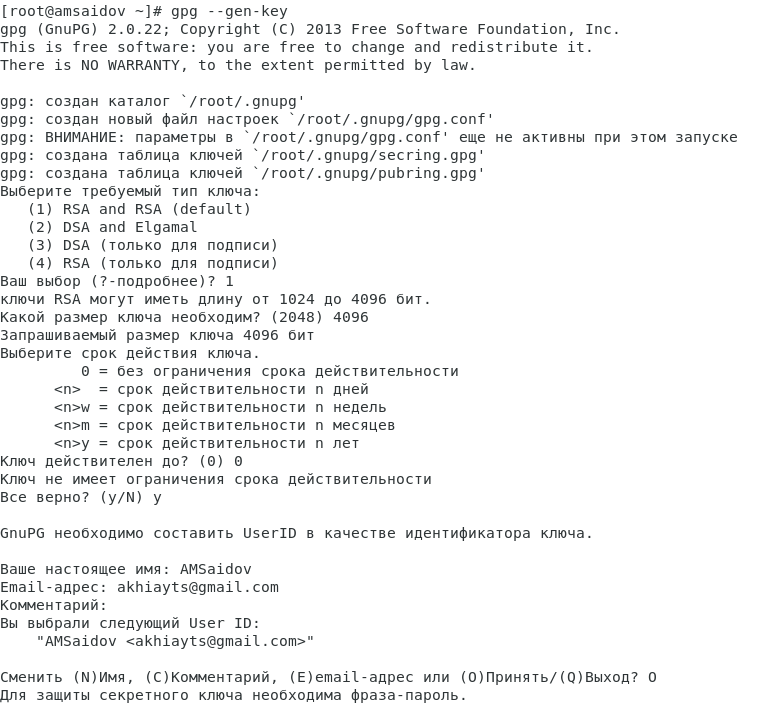 [root@amsaidov ~]# gpg --gen-key
gpg (GnuPG) 2.0.22; Copyright (C) 2013 Free Software Foundation, Inc.
This is free software: you are free to change and redistribute it.
There is NO WARRANTY, to the extent permitted by law.

gpg: создан каталог `/root/.gnupg'
gpg: создан новый файл настроек `/root/.gnupg/gpg.conf'
gpg: ВНИМАНИЕ: параметры в `/root/.gnupg/gpg.conf' еще не активны при этом запуске
gpg: создана таблица ключей `/root/.gnupg/secring.gpg'
gpg: создана таблица ключей `/root/.gnupg/pubring.gpg'
Выберите требуемый тип ключа:
   (1) RSA and RSA (default)
   (2) DSA and Elgamal
   (3) DSA (только для подписи)
   (4) RSA (только для подписи)
Ваш выбор (?-подробнее)? 1
ключи RSA могут иметь длину от 1024 до 4096 бит.
Какой размер ключа необходим? (2048) 4096
Запрашиваемый размер ключа 4096 бит
Выберите срок действия ключа.
         0 = без ограничения срока действительности
      <n>  = срок действительности n дней
      <n>w = срок действительности n недель
      <n>m = срок действительности n месяцев
      <n>y = срок действительности n лет
Ключ действителен до? (0) 0
Ключ не имеет ограничения срока действительности
Все верно? (y/N) y

GnuPG необходимо составить UserID в качестве идентификатора ключа.

Ваше настоящее имя: AMSaidov
Email-адрес: akhiayts@gmail.com
Комментарий:
Вы выбрали следующий User ID:
    "AMSaidov <akhiayts@gmail.com>"

Сменить (N)Имя, (C)Комментарий, (E)email-адрес или (O)Принять/(Q)Выход? O
Для защиты секретного ключа необходима фраза-пароль.